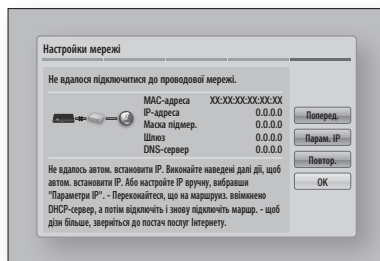 Настройки мережі
Не вдалося підключитися до проводової мережі.
MAC-адреса XX:XX:XX:XX:XX:XX
IP-адреса 0.0.0.0
Маска підмер. 0.0.0.0
Шлюз 0.0.0.0
DNS-сервер 0.0.0.0
Не вдалось автом. встановити IP. Виконайте наведені далі дії, щоб
автом. встановити IP. Або настройте IP вручну, вибравши
"Параметри IP". - Переконайтеся, що на маршруиз. ввімкнено
DHCP-сервер, а потім відключіть і знову підключіть маршр. - щоб
дізн більше, зверніться до постач послуг Інтернету.
Поперед.
Парам. IP
Повтор.
OK